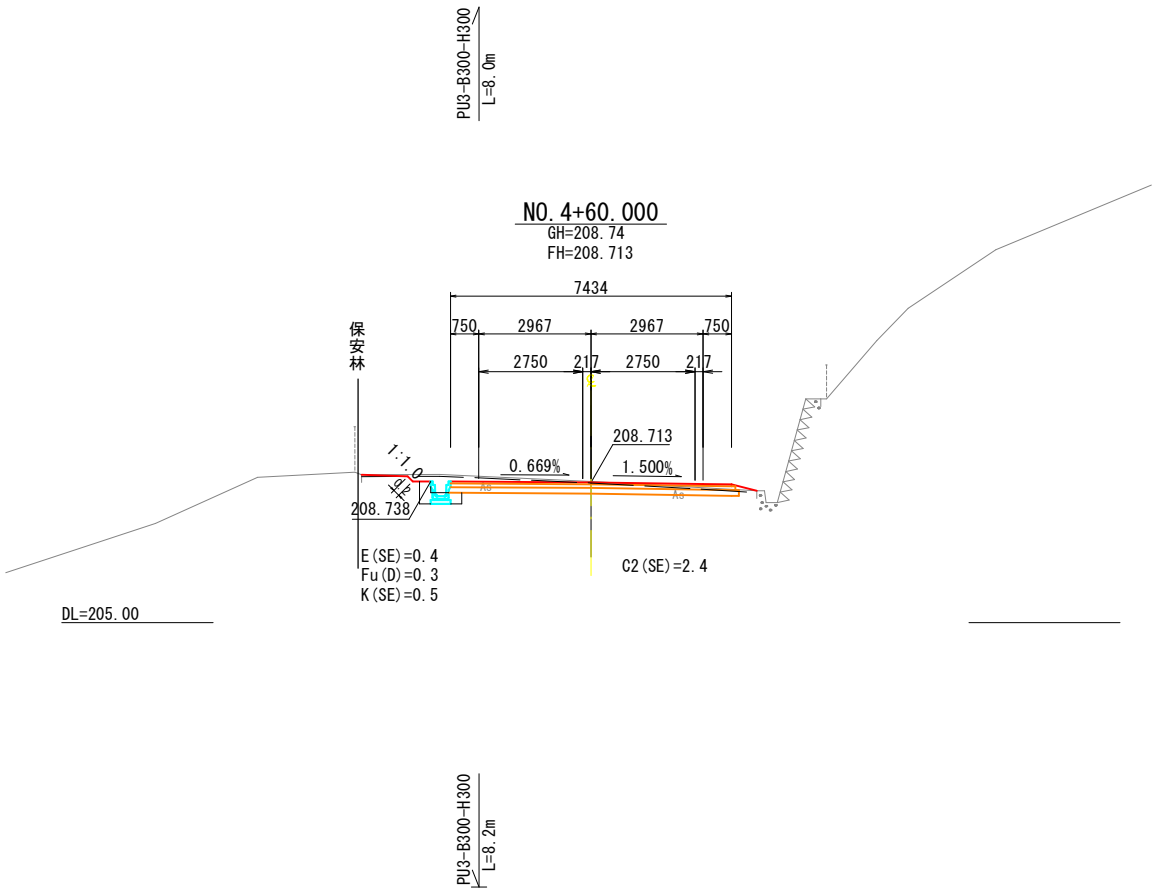 PU3-B300-H300
L=8.0m
NO.4+60.000
GH=208.74
FH=208.713
7434
750
2967
2967
750
保安林
2750
217
2750
217
208.713
1:1.0
0.669%
1.500%
d2
As
As
208.738
E(SE)=0.4
Fu(D)=0.3
K(SE)=0.5
C2(SE)=2.4
DL=205.00
PU3-B300-H300
L=8.2m